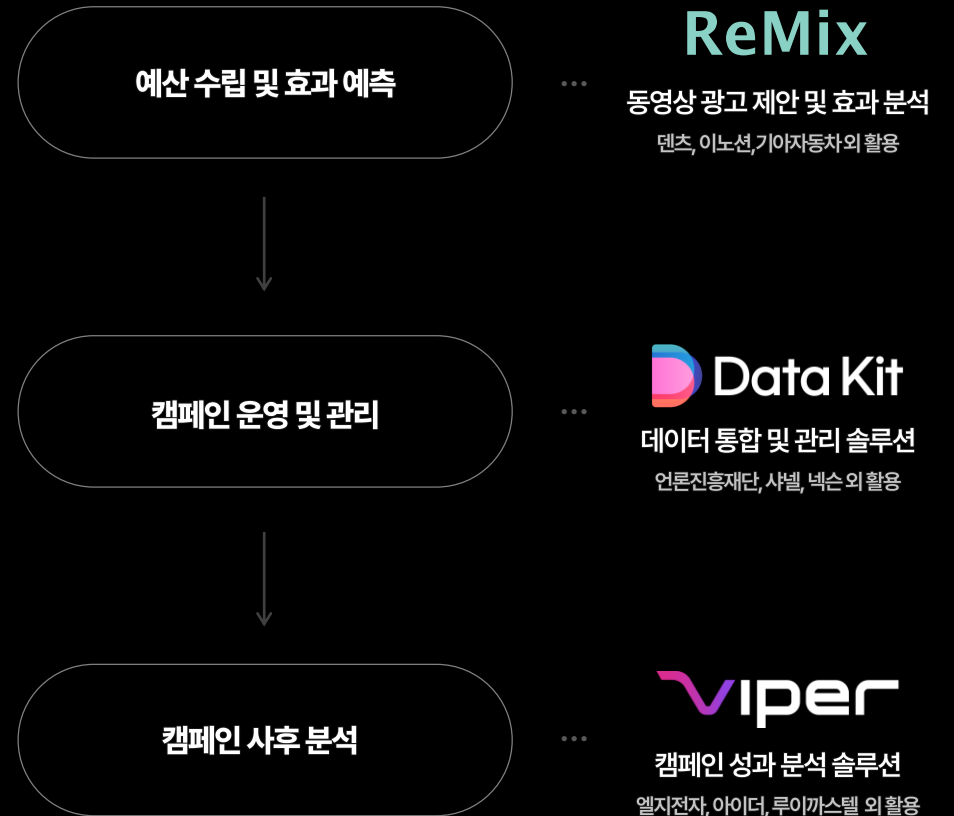 예산 수립 및 효과 예측
ReMix
동영상 광고 제안 및 효과 분석
덴츠, 이노션,기아자동차 외 활용
캠페인 운영 및 관리
Data Kit
데이터 통합 및 관리 솔루션
언론진흥재단, 샤넬, 넥슨 외 활용
캠페인 사후 분석
viper
캠페인 성과 분석 솔루션
엘지전자, 아이더, 루이까스텔 외 활용